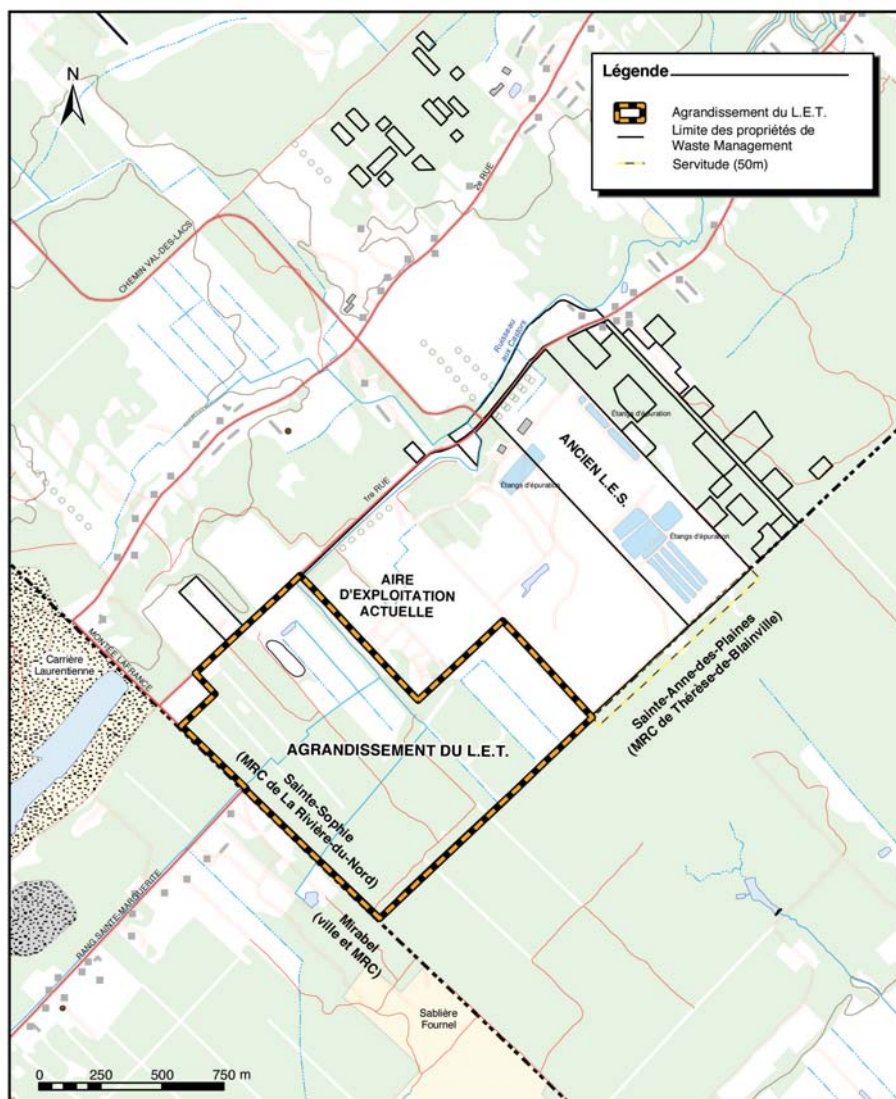 N
Légende
Agrandissement du L.E.T.
Limite des propriétés de
Waste Management
Servitude (50m)
2e RUE
CHEMIN VAL-DES-LACS
Ruisseau
aux Castors
Étangs d'épuration
ANCIEN L.E.S.
Étangs d'épuration
Étangs d'épuration
1re RUE
AIRE
D'EXPLOITATION
ACTUELLE
MONTÉE LAFRANCE
Carrière
Laurentienne
Sainte-Anne-des-Plaines
(MRC de Thérèse-de-Blainville)
AGRANDISSEMENT DU L.E.T.
Sainte-Sophie
(MRC de La Rivière-du-Nord)
RANG SAINTE-MARGUERITE
Mirabel
(ville et MRC)
Sablière
Fournel
0 250 500 750 m